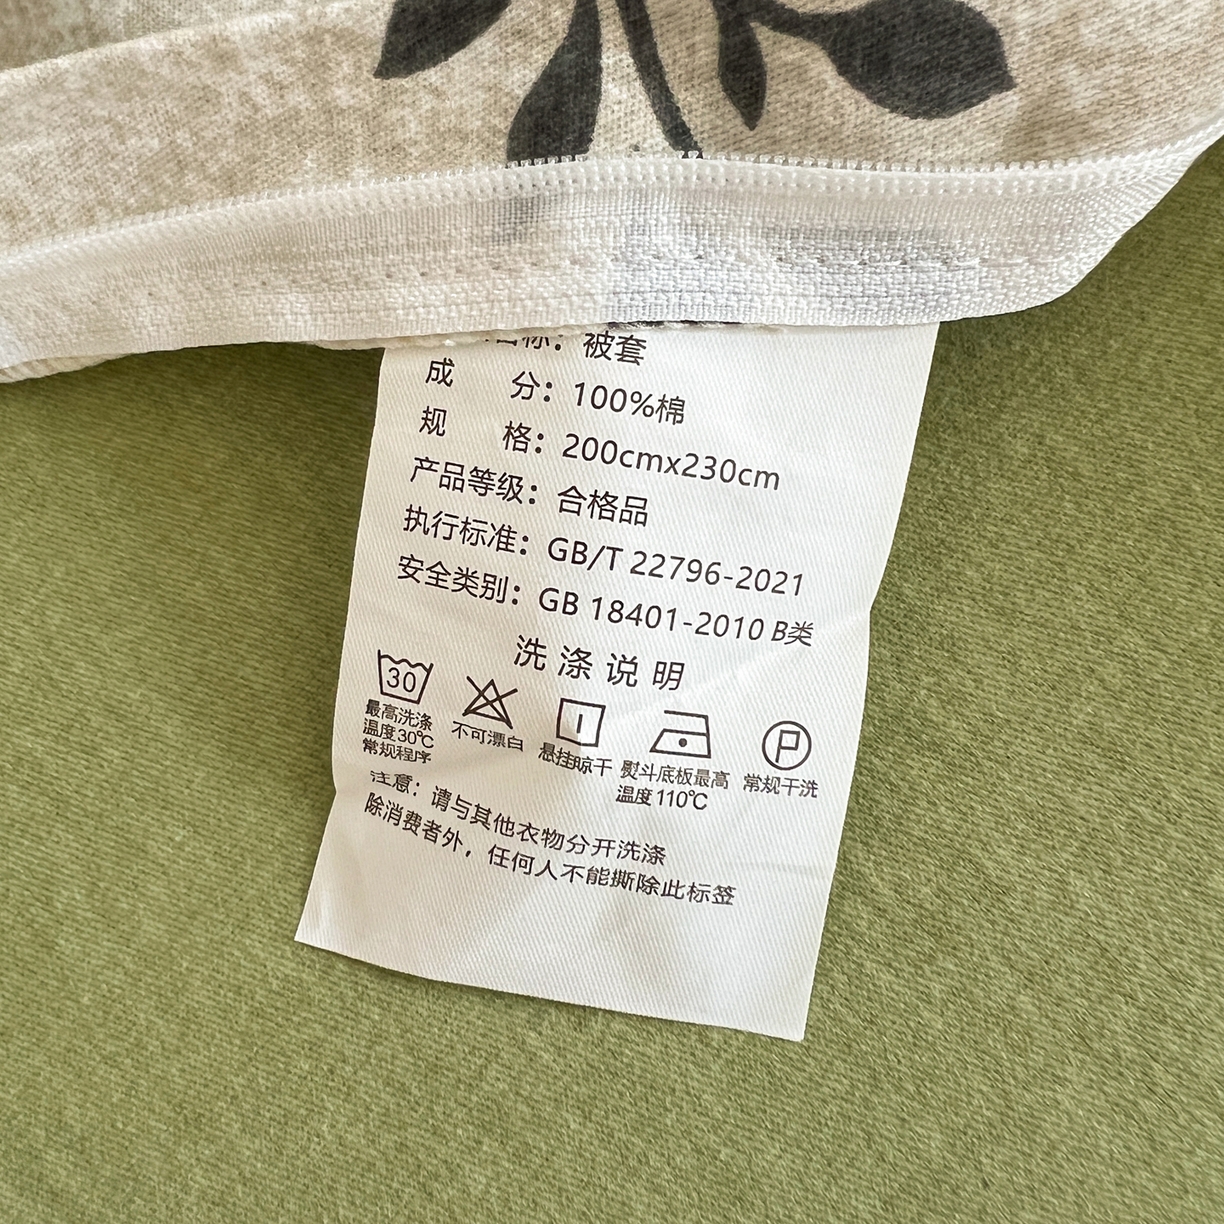 标：被套
成 分：100%棉
规 格：200cmx230cm
产品等级：合格品
执行标准：GB/T 22796-2021
安全类别：GB 18401-2010 B类
洗涤说明
30
P
最高洗涤
温度30℃
常规程序
不可漂白
悬挂晾干
熨斗底板最高
温度110℃
常规干洗
注意：请与其他衣物分开洗涤
除消费者外，任何人不能撕除此标签